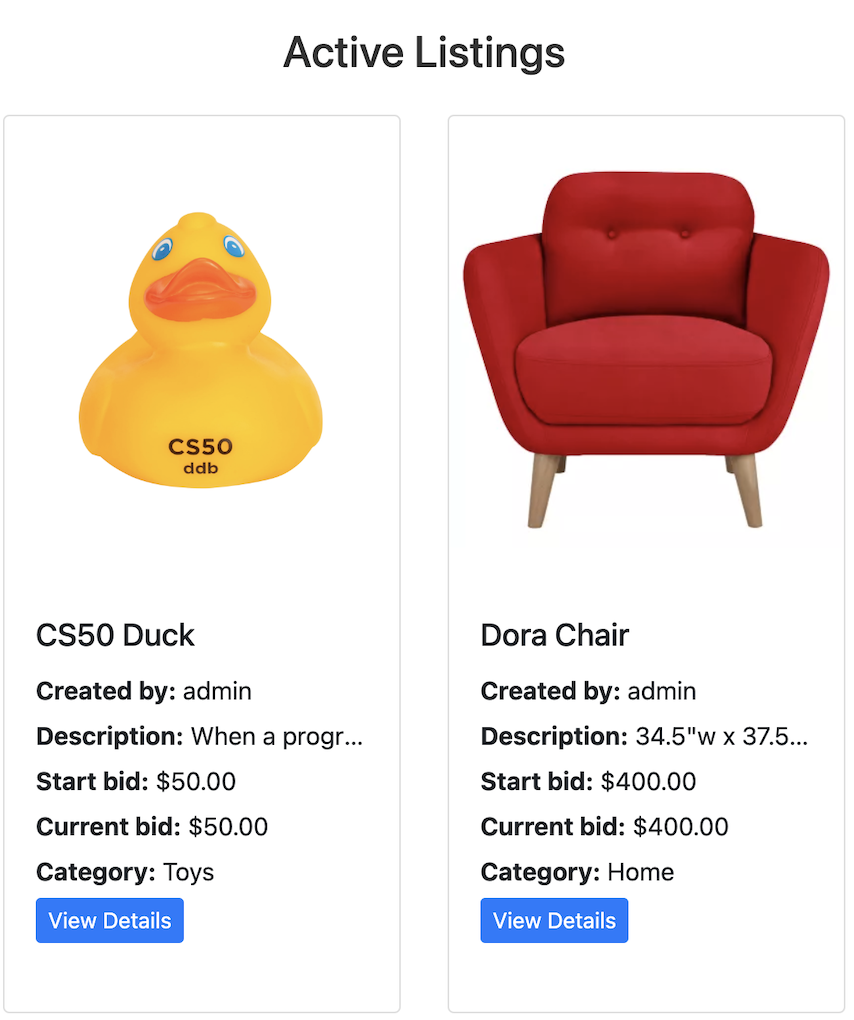 Active Listings
CS50
ddb
CS50 Duck
Created by: admin
Description: When a progr...
Start bid: $50.00
Current bid: $50.00
Category: Toys
View Details
Dora Chair
Created by: admin
Description: 34.5"w x 37.5...
Start bid: $400.00
Current bid: $400.00
Category: Home
View Details